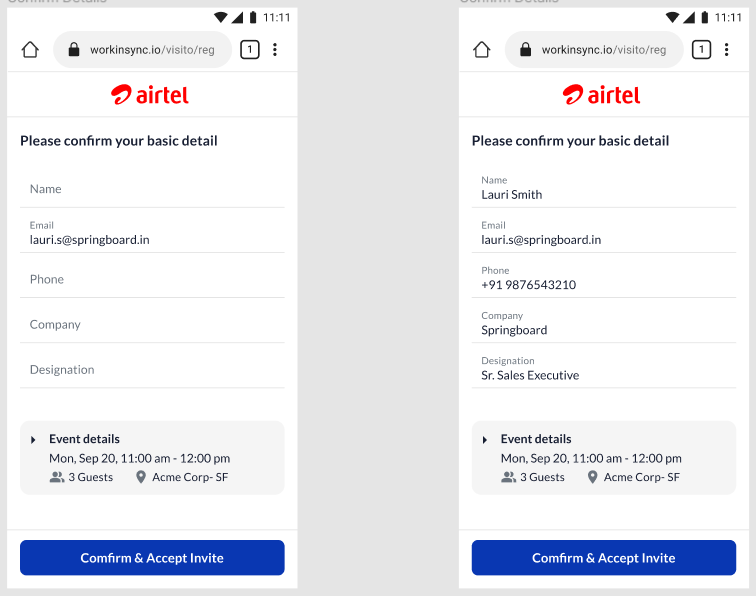 Confirm Details
11:11
workinsync.io/visito/reg
1
airtel
Please confirm your basic detail
Name
Email
lauri.s@springboard.in
Phone
Company
Designation
Event details
Mon, Sep 20, 11:00 am - 12:00 pm
3 Guests
Acme Corp- SF
Comfirm & Accept Invite
Confirm Details
11:11
workinsync.io/visito/reg
1
airtel
Please confirm your basic detail
Name
Lauri Smith
Email
lauri.s@springboard.in
Phone
+91 9876543210
Company
Springboard
Designation
Sr. Sales Executive
Event details
Mon, Sep 20, 11:00 am - 12:00 pm
3 Guests
Acme Corp- SF
Comfirm & Accept Invite